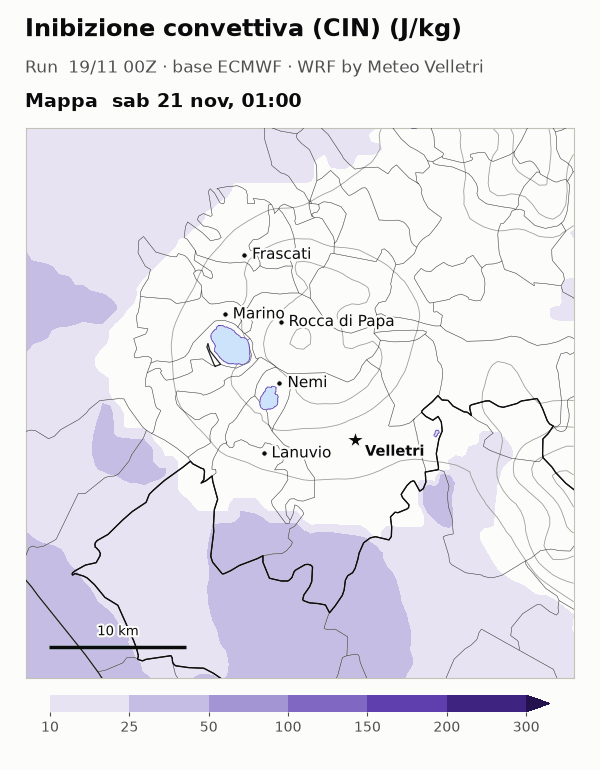 Inibizione convettiva (CIN) (J/kg)
Run  19/11 00Z · base ECMWF · WRF by Meteo Velletri
Mappa  sab 21 nov, 01:00
Frascati
Marino
Rocca di Papa
Nemi
Velletri
Lanuvio
10 km
10 25 50 100 150 200 300